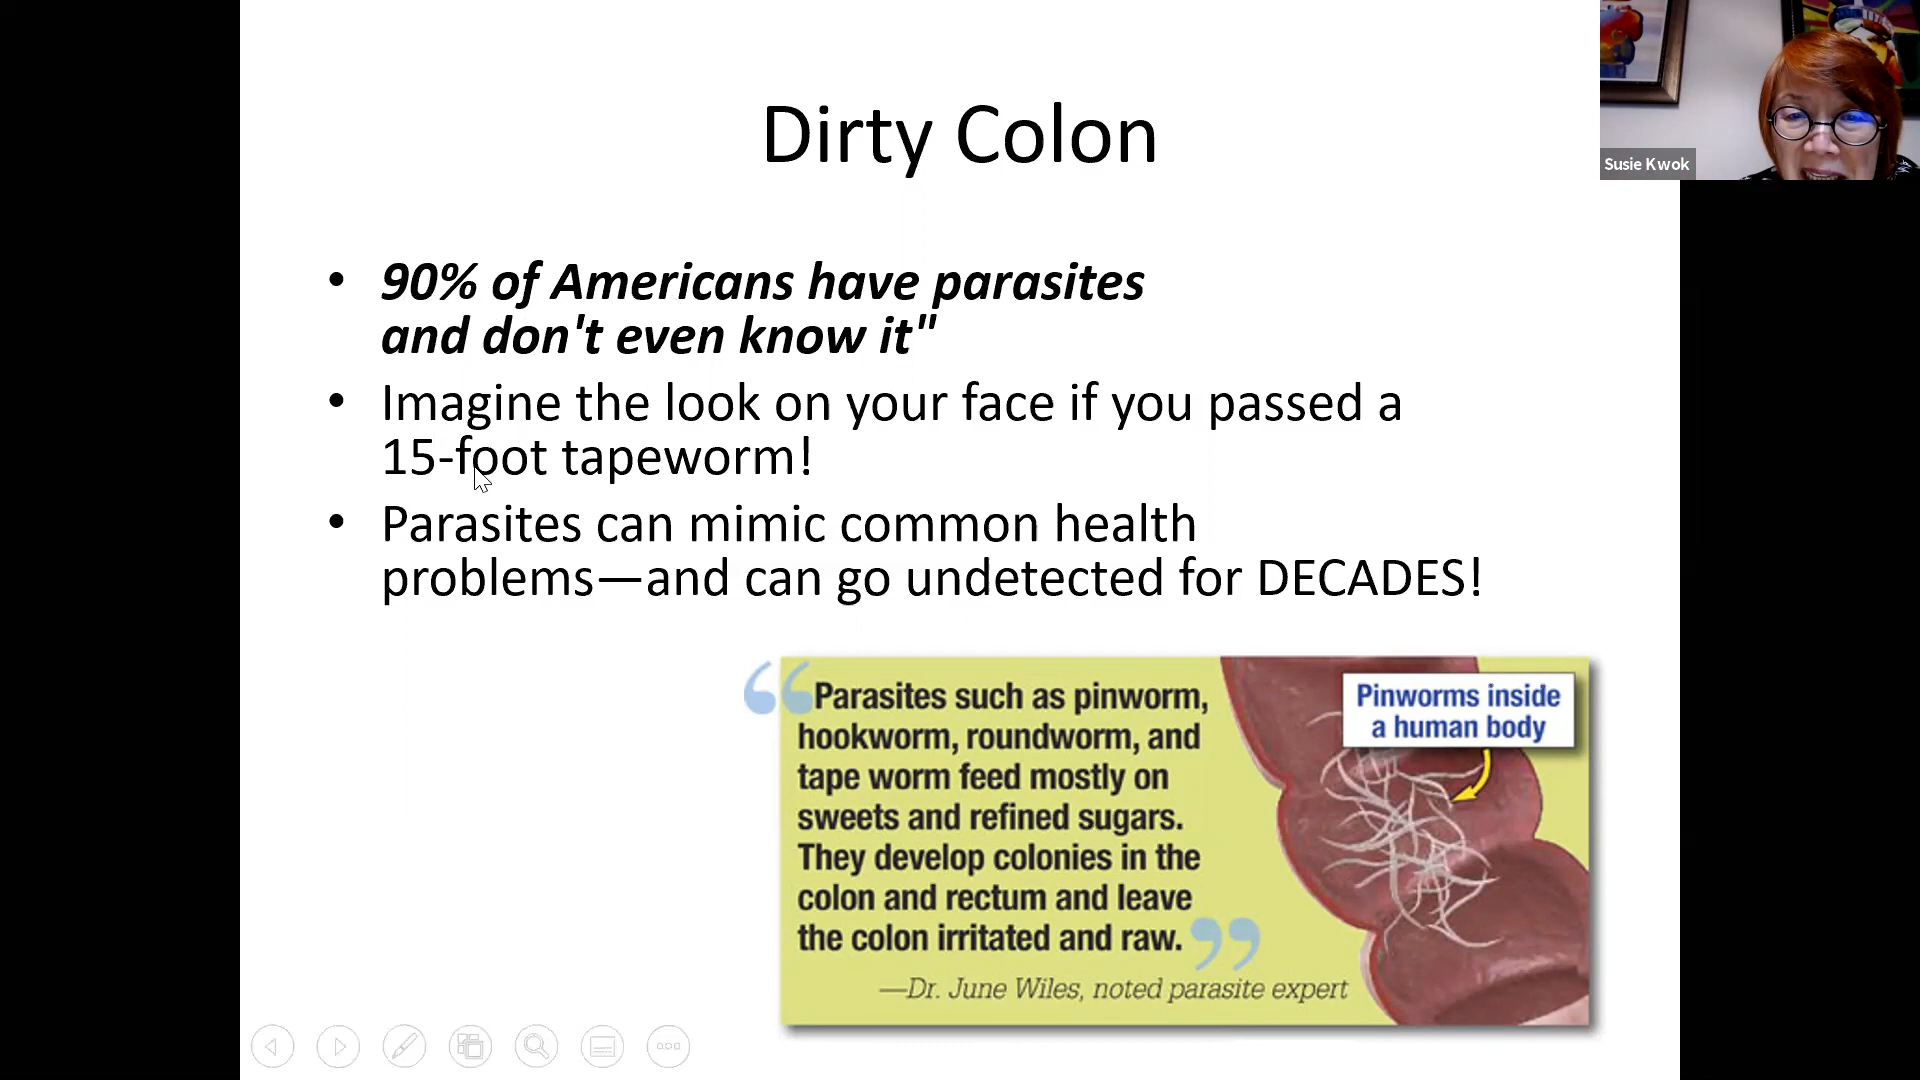 Dirty Colon
Susie Kwok
• 90% of Americans have parasites
and don't even know it"
• Imagine the look on your face if you passed a
15-foot tapeworm!
• Parasites can mimic common health
problems—and can go undetected for DECADES!
“Parasites such as pinworm,
hookworm, roundworm, and
tape worm feed mostly on
sweets and refined sugars.
They develop colonies in the
colon and rectum and leave
the colon irritated and raw.”
—Dr. June Wiles, noted parasite expert
Pinworms inside
a human body